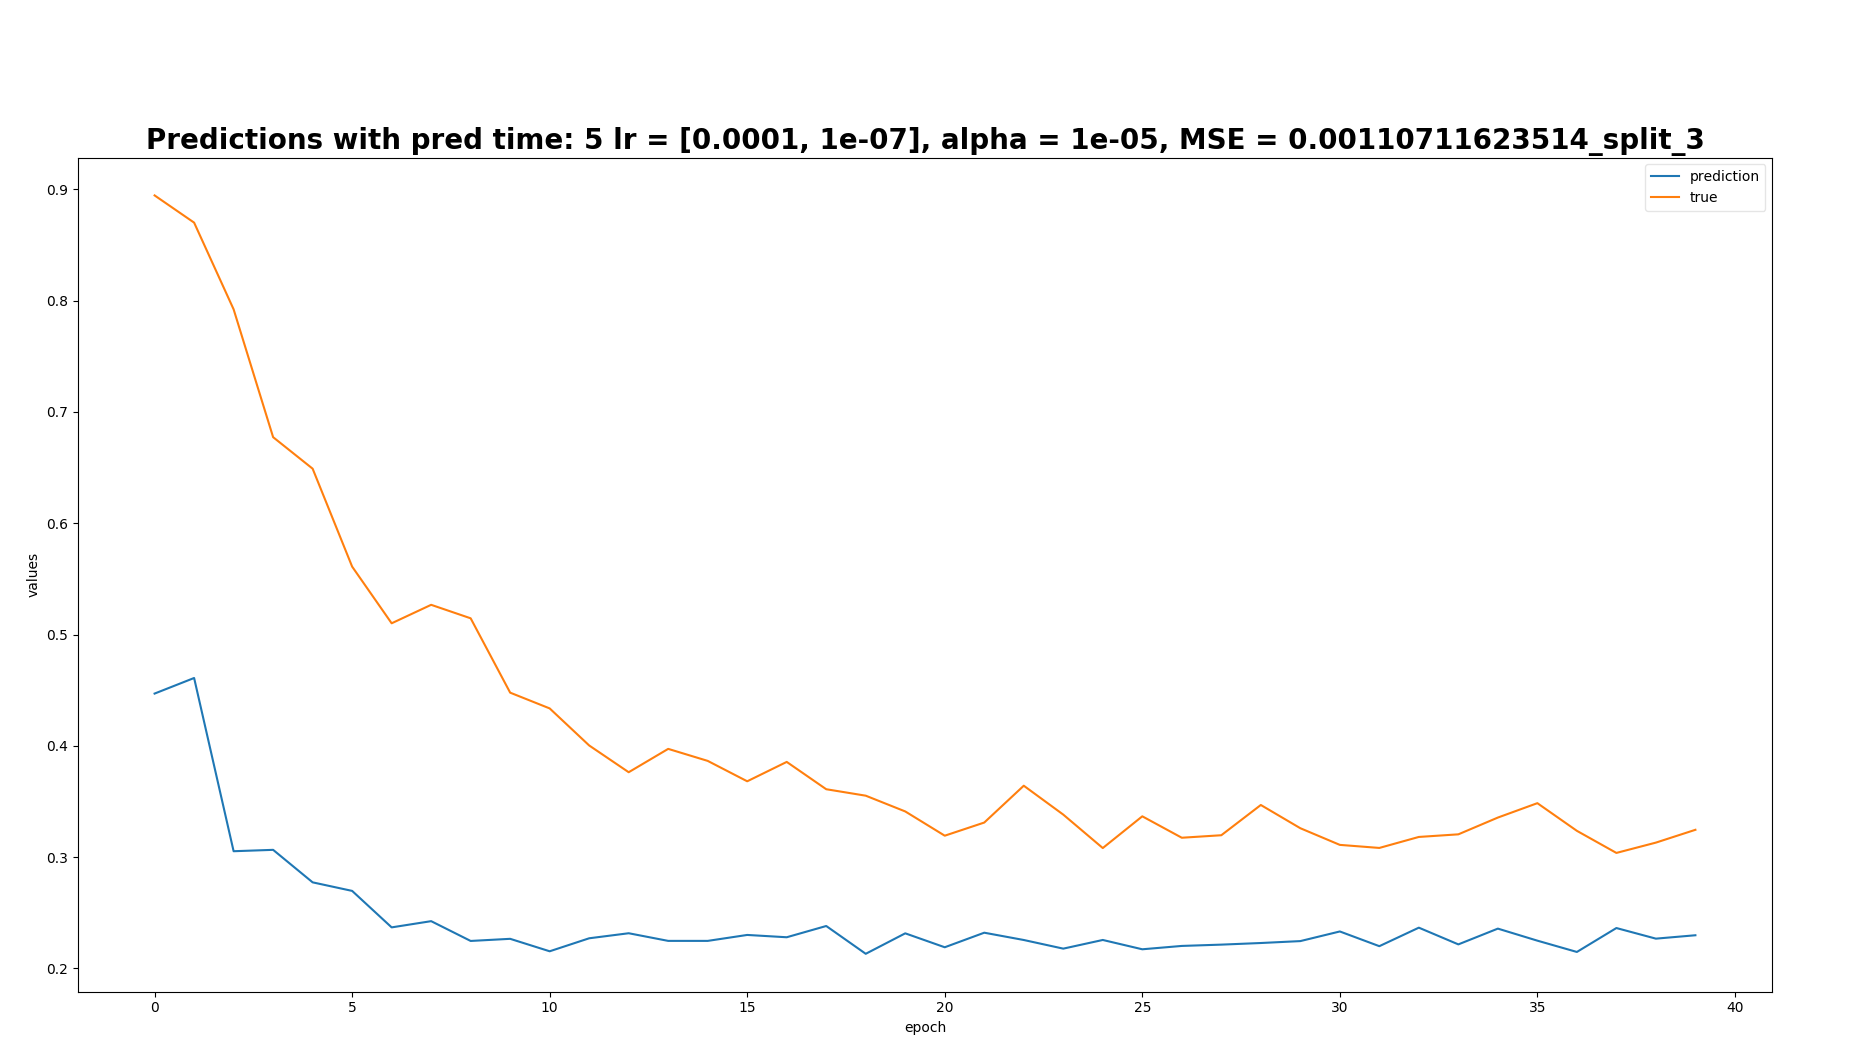 Predictions with pred time: 5 lr = [0.0001, 1e-07], alpha = 1e-05, MSE = 0.00110711623514_split_3
prediction
true
0.9
0.8
0.7
0.6
0.5
0.4
0.3
0.2
values
0 5 10 15 20 25 30 35 40
epoch